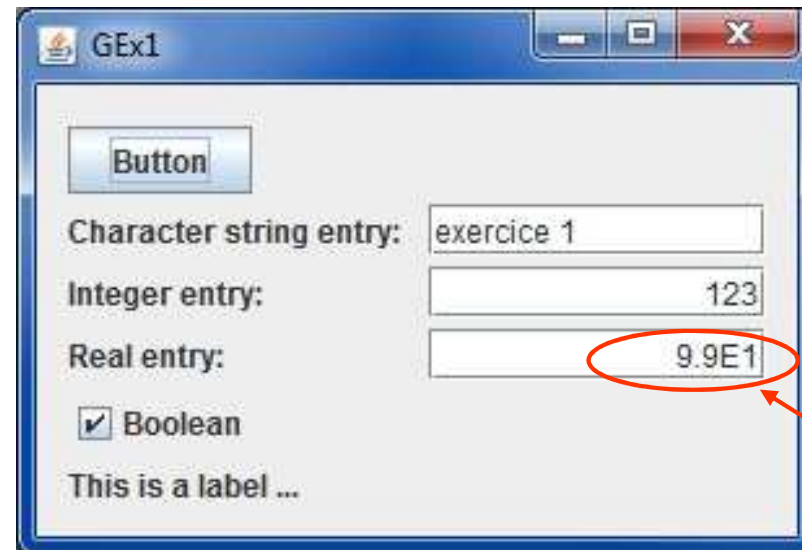 GEx1
Button
Character string entry: exercice 1
Integer entry: 123
Real entry: 9.9E1
Boolean
This is a label ...